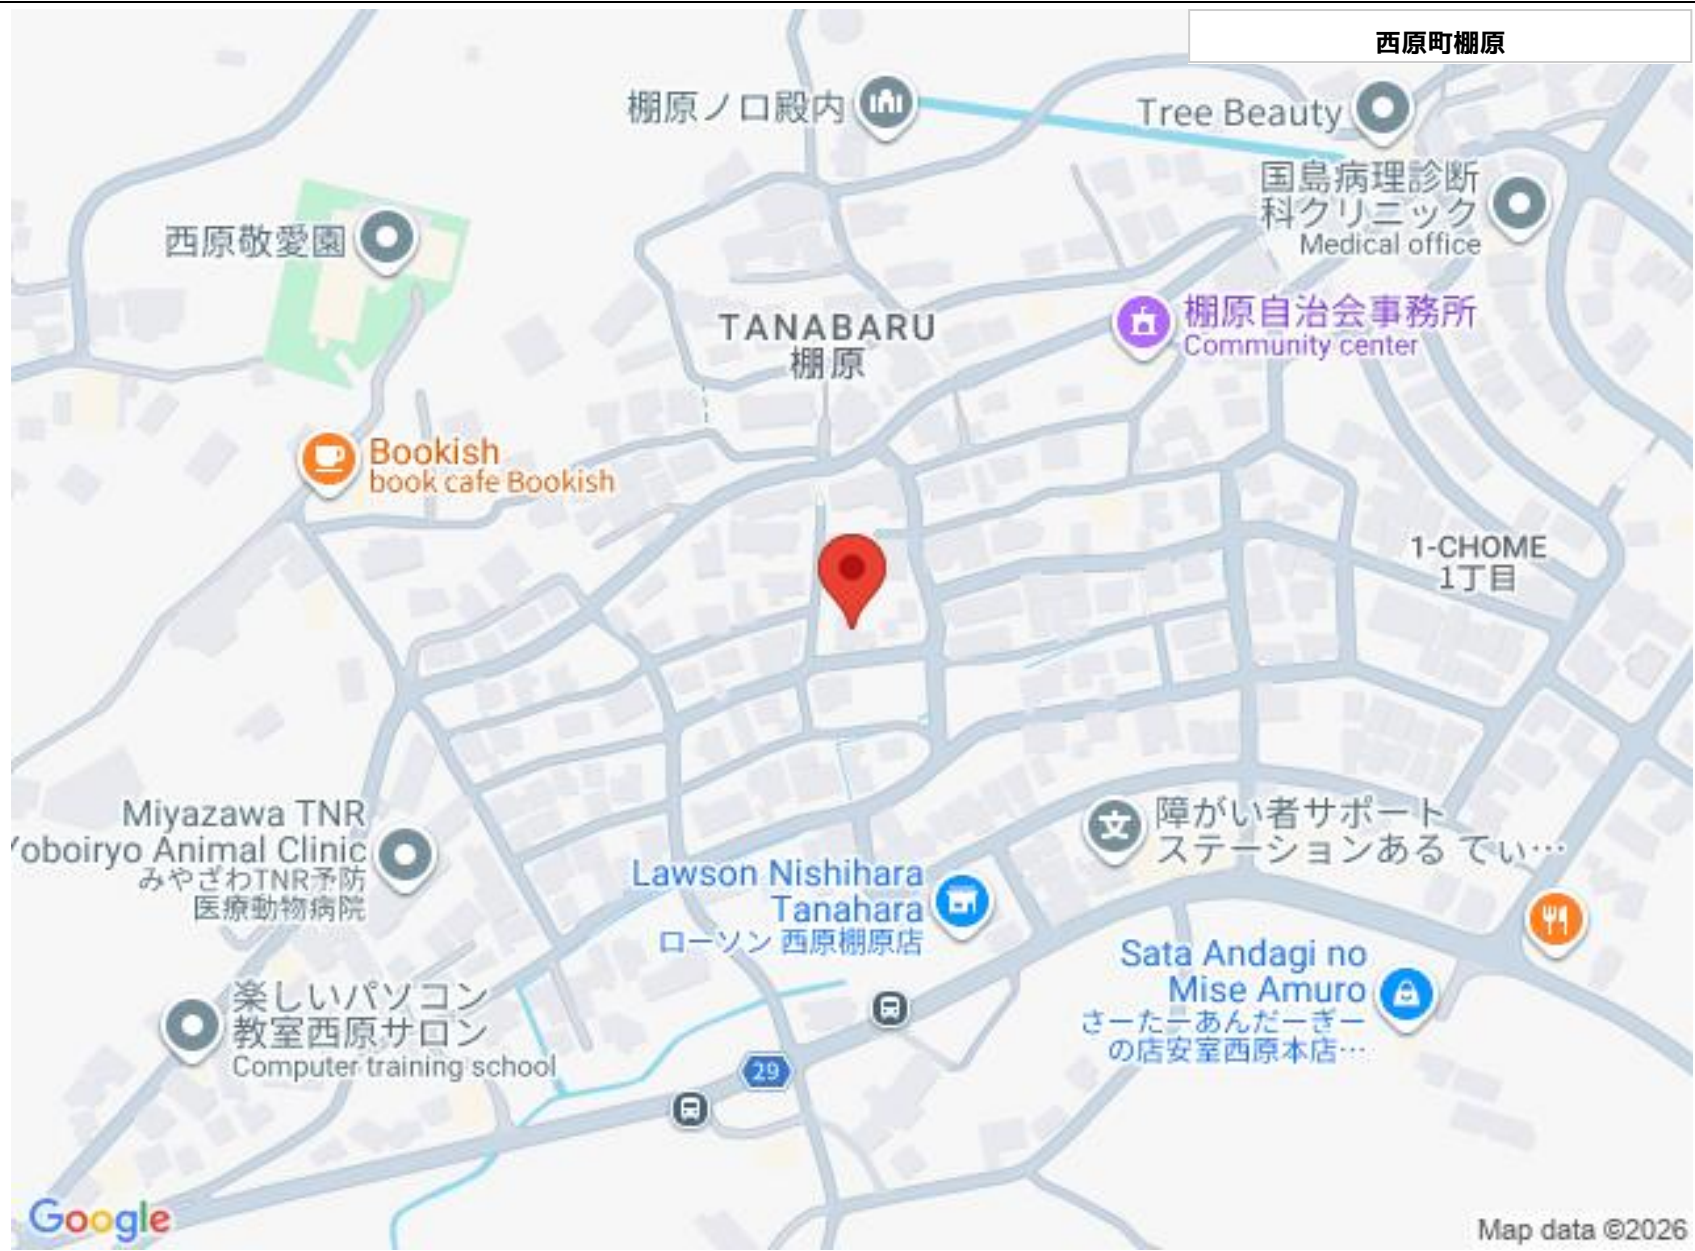 西原町棚原
棚原ノロ殿内
Tree Beauty
国島病理診断
科クリニック
Medical office
西原敬愛園
棚原自治会事務所
Community center
TANABARU
棚原
Bookish
book cafe Bookish
1-CHOME
1丁目
Miyazawa TNR
Yoboiryo Animal Clinic
みやざわTNR予防
医療動物病院
障がい者サポート
ステーションある てぃ…
Lawson Nishihara
Tanahara
ローソン 西原棚原店
Sata Andagi no
Mise Amuro
さーたーあんだーぎー
の店安室西原本店…
楽しいパソコン
教室西原サロン
Computer training school
29
文
Google
Map data ©2026